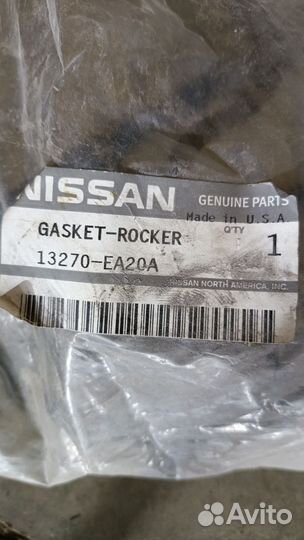 NISSAN
GENUINE PARTS
Made in U.S.A
GASKET-ROCKER
QTY
1
13270-EA20A
NISSAN NORTH AMERICA, INC.
Avito